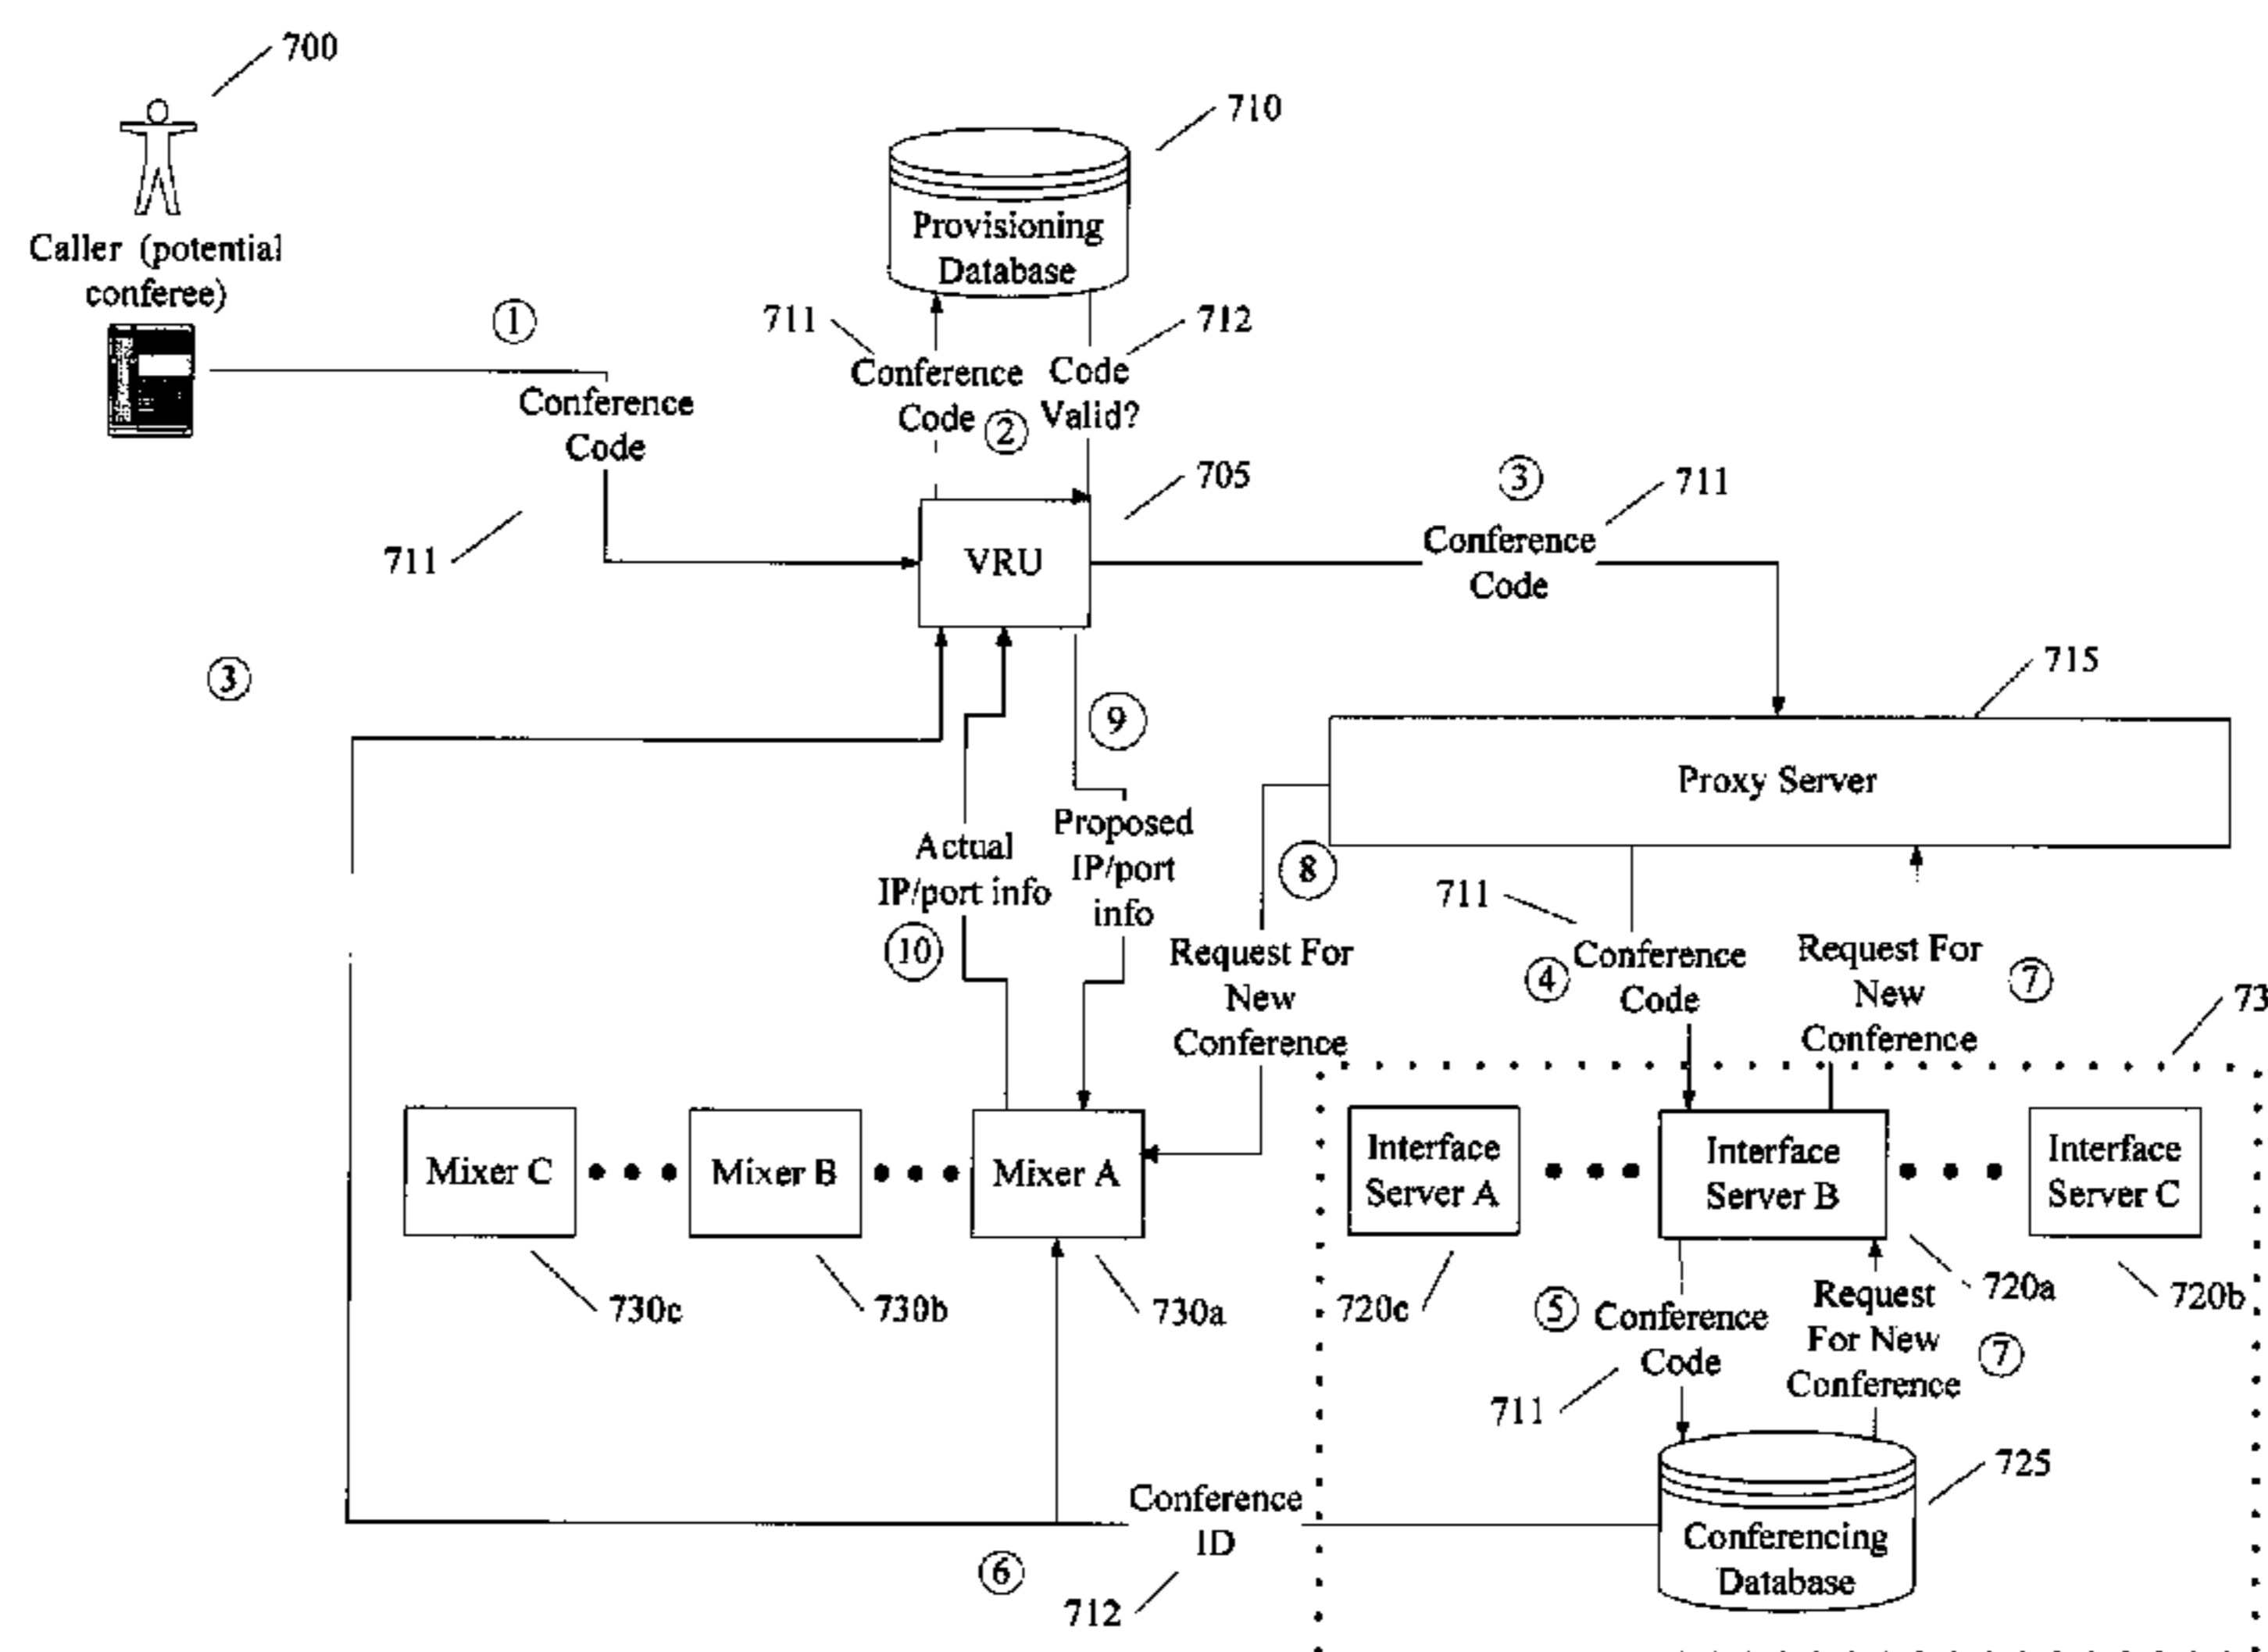 700
710
Caller (potential
conferee)
Provisioning
Database
①
711
712
Conference
Code
②
Code
Valid?
Conference
Code
705
711
VRU
③
711
Conference
Code
③
715
⑨
Proxy Server
Actual
IP/port info
⑩
Proposed
IP/port
info
⑧
Request For
New
Conference
711
④
Conference
Code
Request For
New
Conference
⑦
73
Mixer C
Mixer B
Mixer A
Interface
Server A
Interface
Server B
Interface
Server C
730c
730b
730a
720c
720a
720b
⑤
Conference
Code
711
Request
For New
Conference
⑦
725
Conference
ID
⑥
712
Conferencing
Database